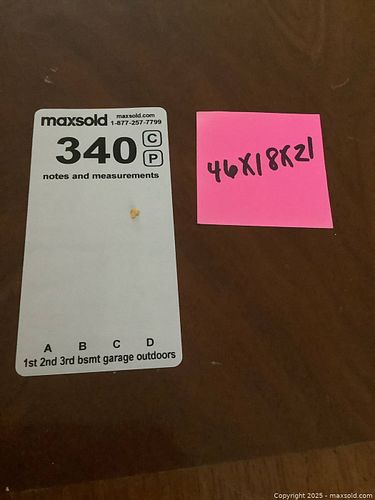 maxsold maxsold.com
1-877-257-7799
340 C
P
notes and measurements
46X18X21
A B C D
1st 2nd 3rd bsmt garage outdoors
Copyright 2025 - maxsold.com